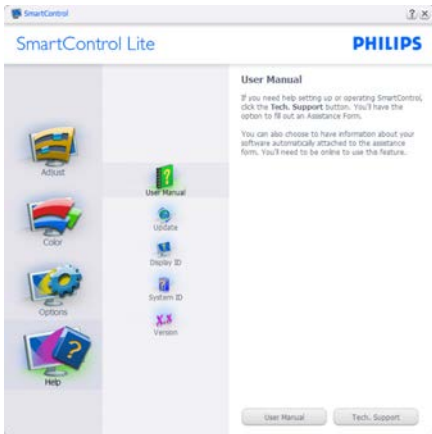 SmartControl
SmartControl Lite
PHILIPS
Adjust
Color
Options
Help
User Manual
Update
Display ID
System ID
X.x
Version
User Manual
If you need help setting up or operating SmartControl,
click the Tech. Support button. You'll have the
option to fill out an Assistance Form.
You can also choose to have information about your
software automatically attached to the assistance
form. You'll need to be online to use the feature.
User Manual
Tech. Support